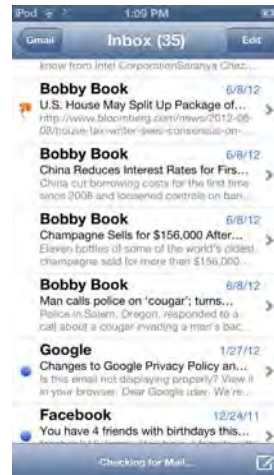 iPod
1:09 PM
Gmail
Inbox (35)
Edit
know from Intel CorporationSaranya Chaz...
Bobby Book 6/8/12
U.S. House May Split Up Package of...
http://www.bloomberg.com/news/2012-06-
08/house-tax-writer-sees-consensus-on-
Bobby Book 6/8/12
China Reduces Interest Rates for Firs...
China cut borrowing costs for the first time
since 2008 and loosened controls on ban...
Bobby Book 6/8/12
Champagne Sells for $156,000 After...
Eleven bottles of some of the world's oldest
champagne sold for more than $156,000...
Bobby Book 6/8/12
Man calls police on 'cougar'; turns...
Police in Salem, Oregon, responded to a
call about a cougar invading a man's bac...
Google 1/27/12
Changes to Google Privacy Policy an...
Is this email not displaying properly? View it
in your browser. Dear Google user, We're...
Facebook 12/24/11
You have 4 friends with birthdays this...
Checking for Mail...